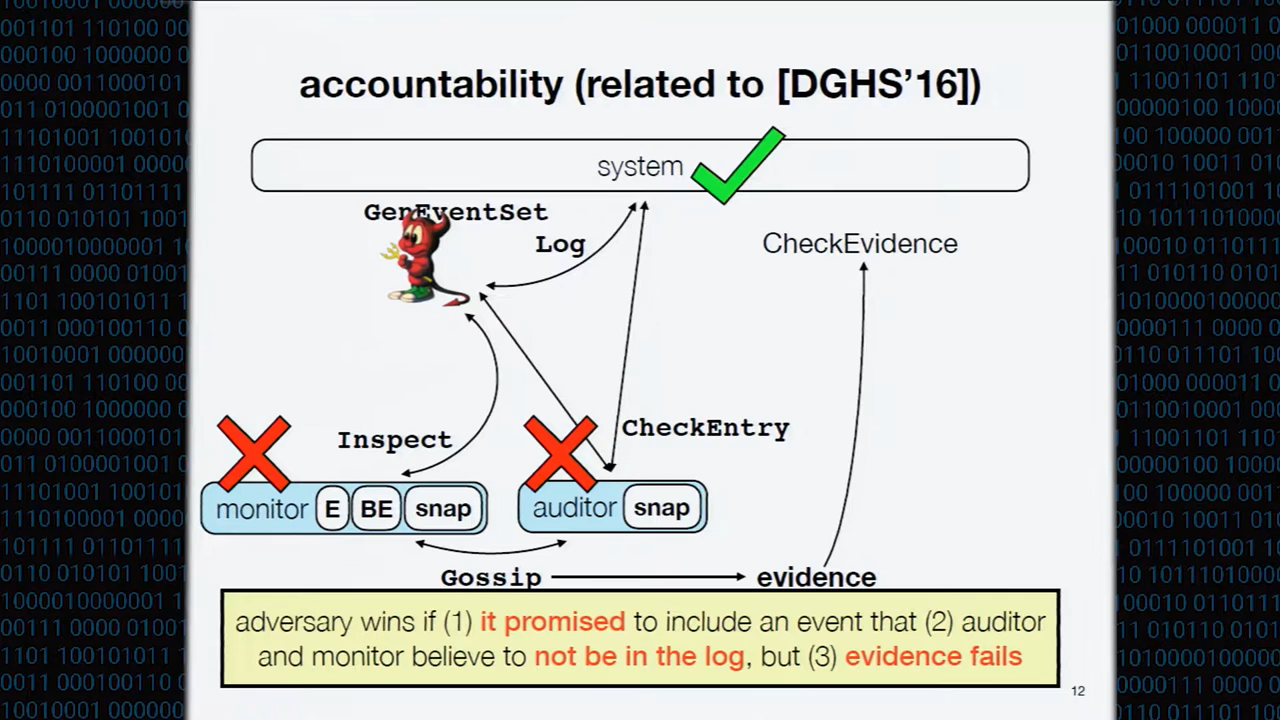 accountability (related to [DGHS'16])
system
GenEventSet
Log
CheckEvidence
CheckEntry
Inspect
monitor E BE snap
auditor snap
Gossip
evidence
adversary wins if (1) it promised to include an event that (2) auditor
and monitor believe to not be in the log, but (3) evidence fails
12